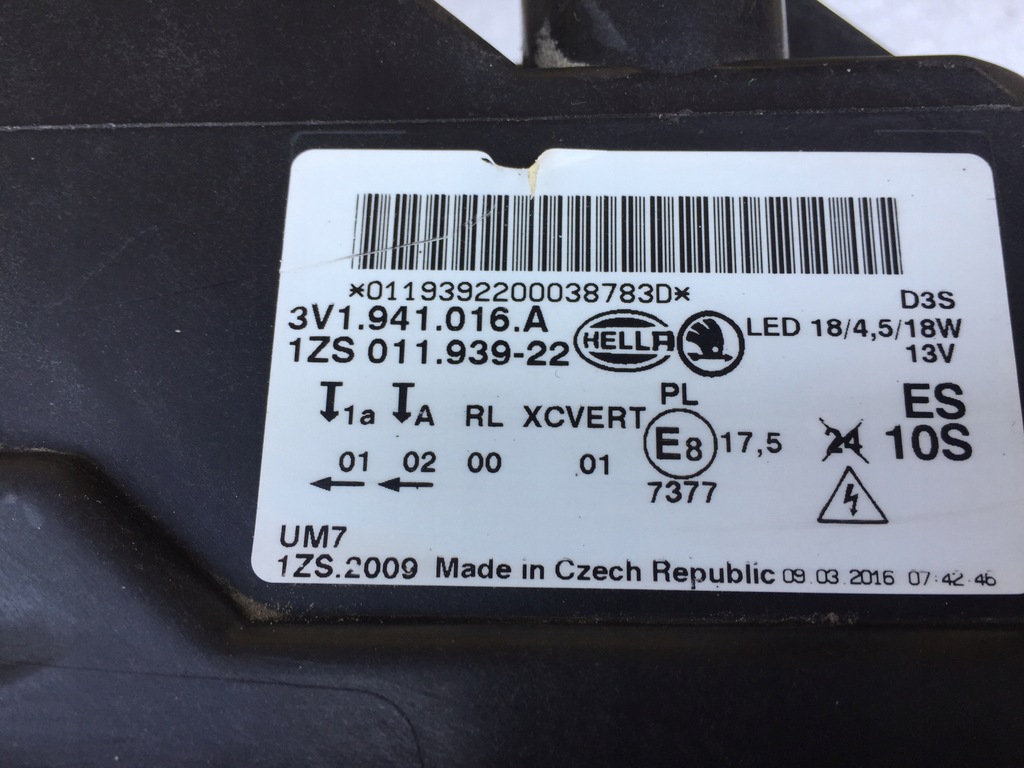 *0119392200038783D*
3V1.941.016.A
1ZS 011.939-22
HELLA
D3S
LED 18/4,5/18W
13V
1a A RL XCVERT
01 02 00 .01
PL
E8 17,5
7377
24
ES
10S
UM7
1ZS.2009 Made in Czech Republic 09.03.2016 07:42:46